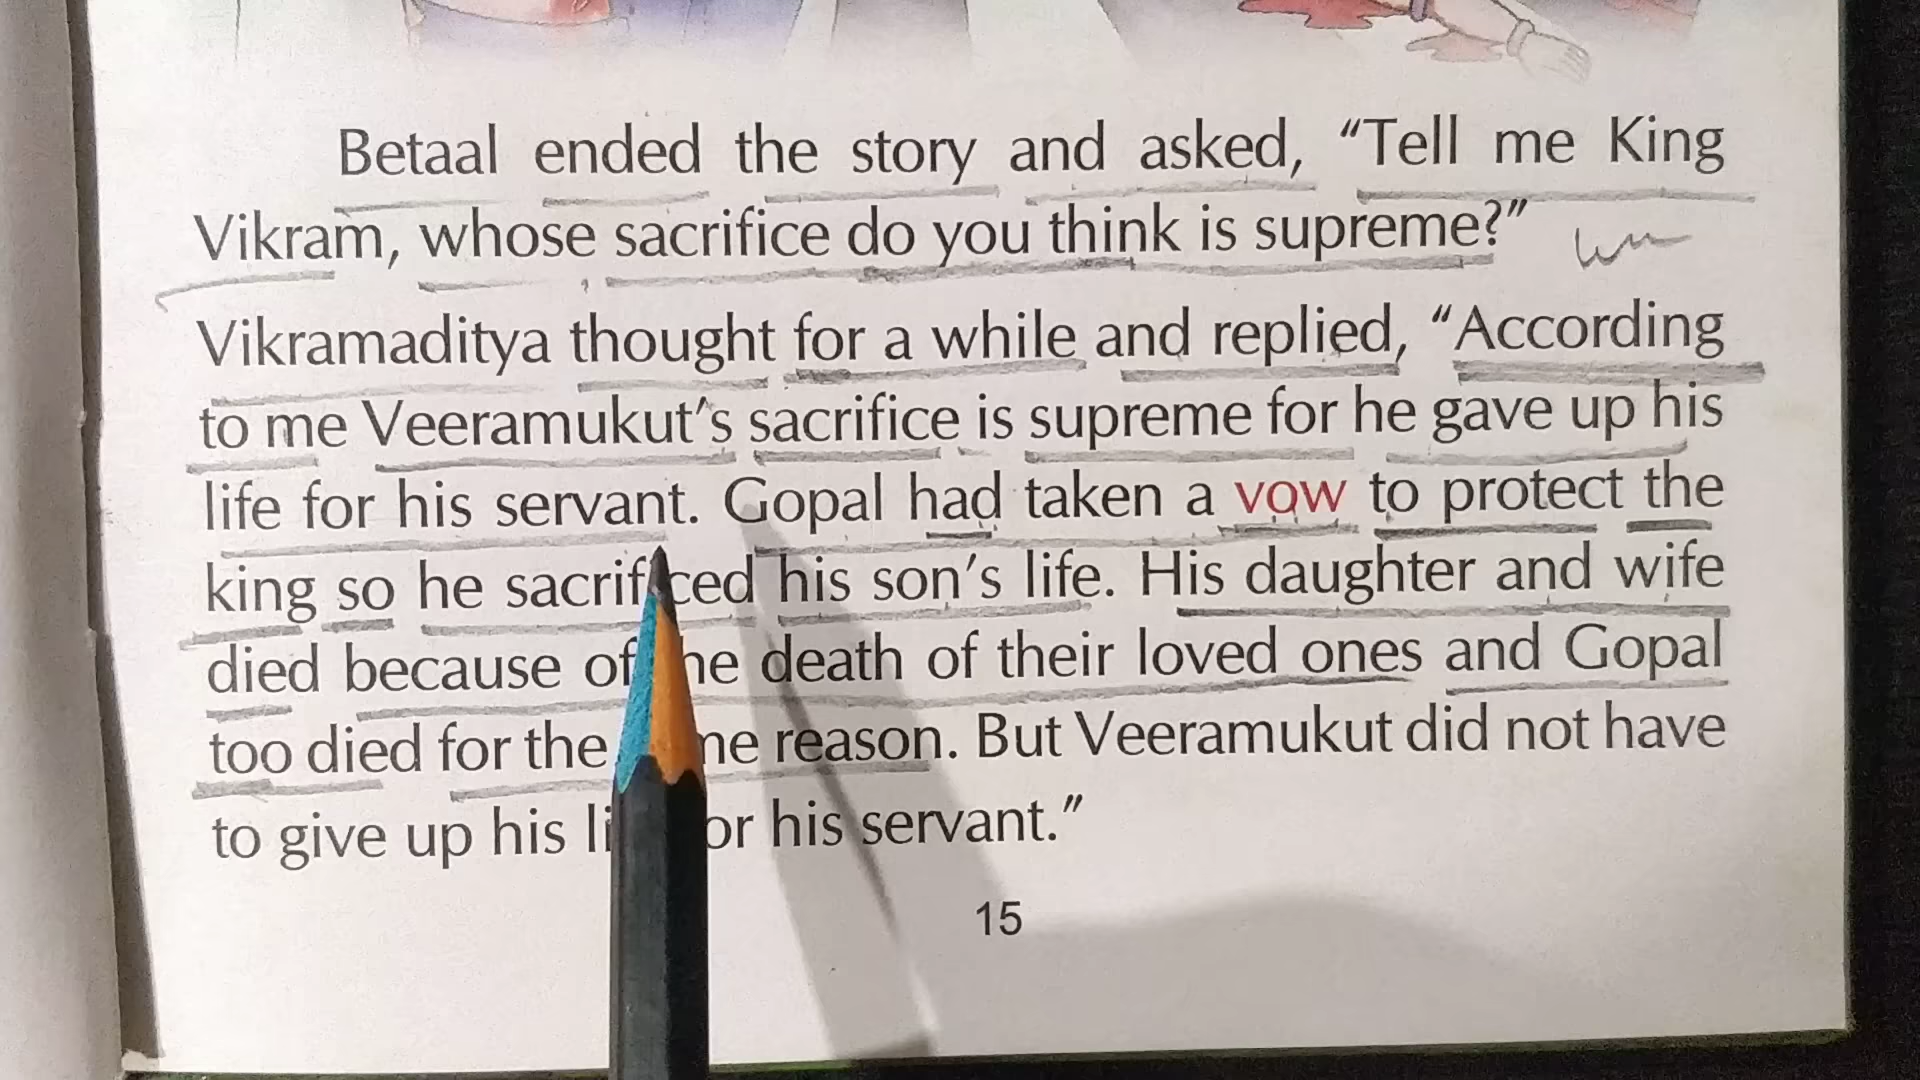 Betaal ended the story and asked, “Tell me King
Vikram, whose sacrifice do you think is supreme?”
Vikramaditya thought for a while and replied, “According
to me Veeramukut’s sacrifice is supreme for he gave up his
life for his servant. Gopal had taken a vow to protect the
king so he sacrificed his son’s life. His daughter and wife
died because of the death of their loved ones and Gopal
too died for the reason. But Veeramukut did not have
to give up his for his servant.”
15